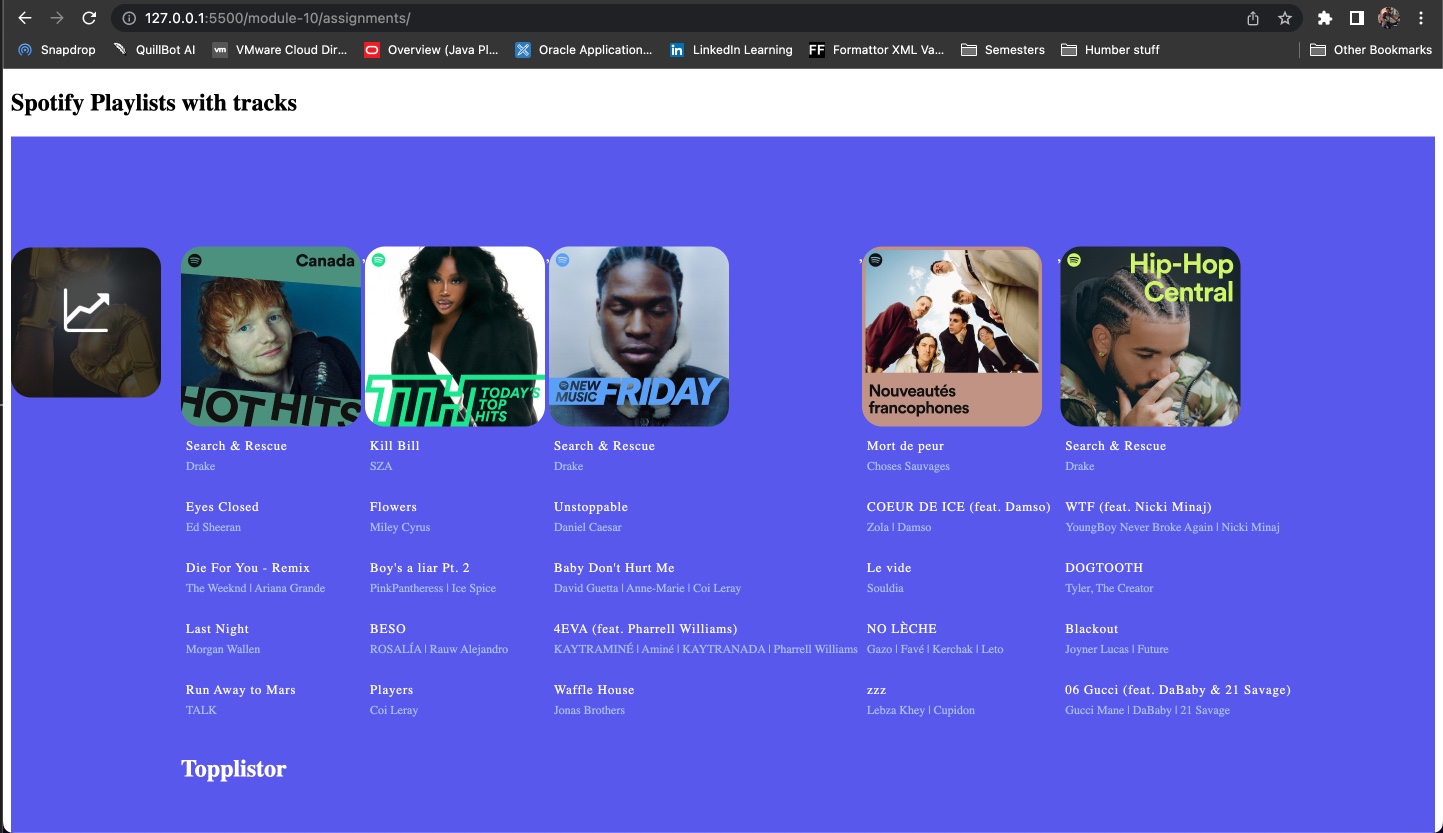 127.0.0.1:5500/module-10/assignments/
Snapdrop QuillBot AI vm VMware Cloud Dir... Overview (Java Pl... Oracle Application... in LinkedIn Learning FF Formattor XML Va... Semesters Humber stuff Other Bookmarks
Spotify Playlists with tracks
Canada
HOT HITS
,
TTH TODAY'S
TOP
HITS
,
NEW
MUSIC FRIDAY
,
Nouveautés
francophones
,
Hip-Hop
Central
Search & Rescue
Drake
Eyes Closed
Ed Sheeran
Die For You - Remix
The Weeknd | Ariana Grande
Last Night
Morgan Wallen
Run Away to Mars
TALK
Kill Bill
SZA
Flowers
Miley Cyrus
Boy's a liar Pt. 2
PinkPantheress | Ice Spice
BESO
ROSALÍA | Rauw Alejandro
Players
Coi Leray
Search & Rescue
Drake
Unstoppable
Daniel Caesar
Baby Don't Hurt Me
David Guetta | Anne-Marie | Coi Leray
4EVA (feat. Pharrell Williams)
KAYTRAMINÉ | Aminé | KAYTRANADA | Pharrell Williams
Waffle House
Jonas Brothers
Mort de peur
Choses Sauvages
COEUR DE ICE (feat. Damso)
Zola | Damso
Le vide
Souldia
NO LÈCHE
Gazo | Favé | Kerchak | Leto
zzz
Lebza Khey | Cupidon
Search & Rescue
Drake
WTF (feat. Nicki Minaj)
YoungBoy Never Broke Again | Nicki Minaj
DOGTOOTH
Tyler, The Creator
Blackout
Joyner Lucas | Future
06 Gucci (feat. DaBaby & 21 Savage)
Gucci Mane | DaBaby | 21 Savage
Topplistor